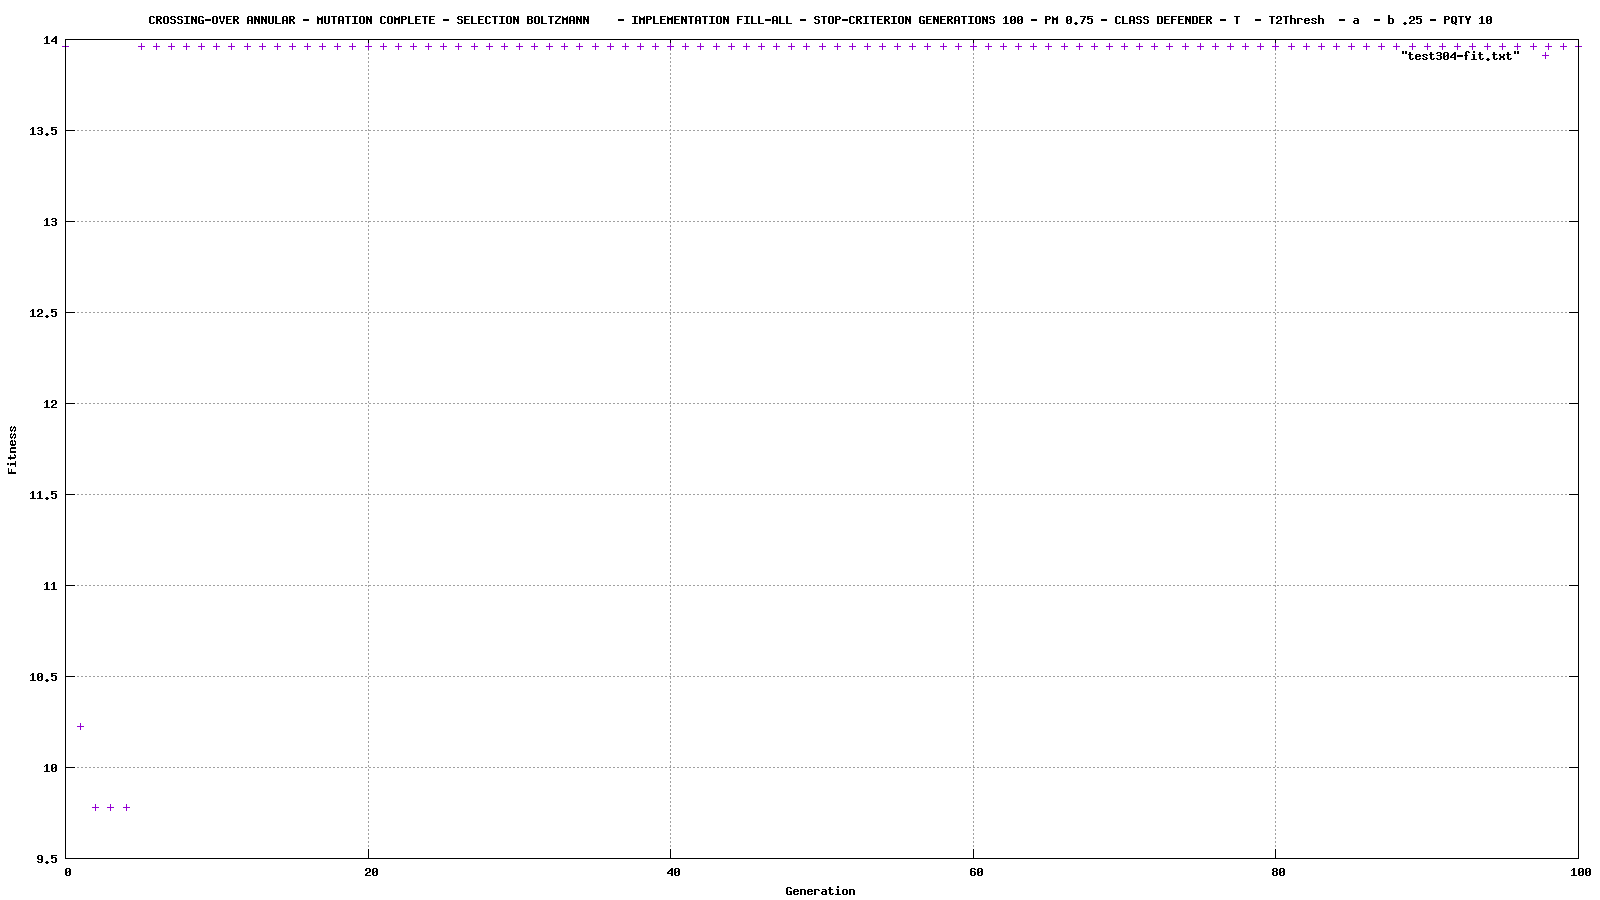 CROSSING-OVER ANNULAR - MUTATION COMPLETE - SELECTION BOLTZMANN    - IMPLEMENTATION FILL-ALL - STOP-CRITERION GENERATIONS 100 - PM 0.75 - CLASS DEFENDER - T  - T2Thresh  - a  - b .25 - PQTY 10
14
"test304-fit.txt"
13.5
13
12.5
12
Fitness
11.5
11
10.5
10
9.5
0 20 40 60 80 100
Generation